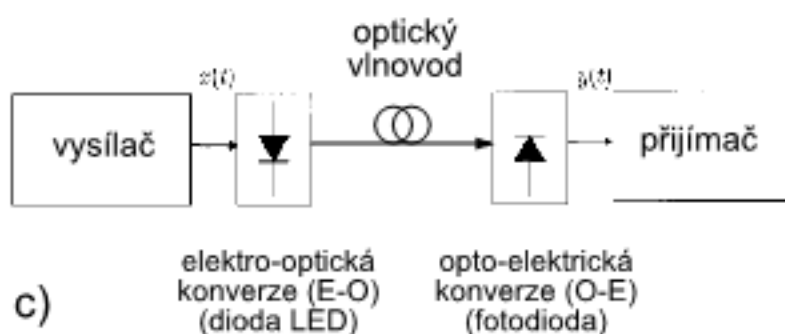 optický
vlnovod
x(t)
y(t)
vysílač
přijímač
elektro-optická
konverze (E-O)
(dioda LED)
opto-elektrická
konverze (O-E)
(fotodioda)
c)